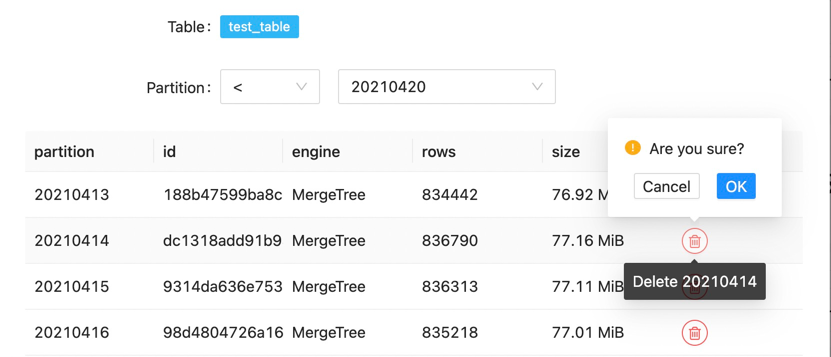 Table: test_table
Partition: < 20210420
partition id engine rows size
Are you sure?
Cancel OK
20210413 188b47599ba8c MergeTree 834442 76.92 M
20210414 dc1318add91b9 MergeTree 836790 77.16 MiB
Delete 20210414
20210415 9314da636e753 MergeTree 836313 77.11 MiB
20210416 98d4804726a16 MergeTree 835218 77.01 MiB